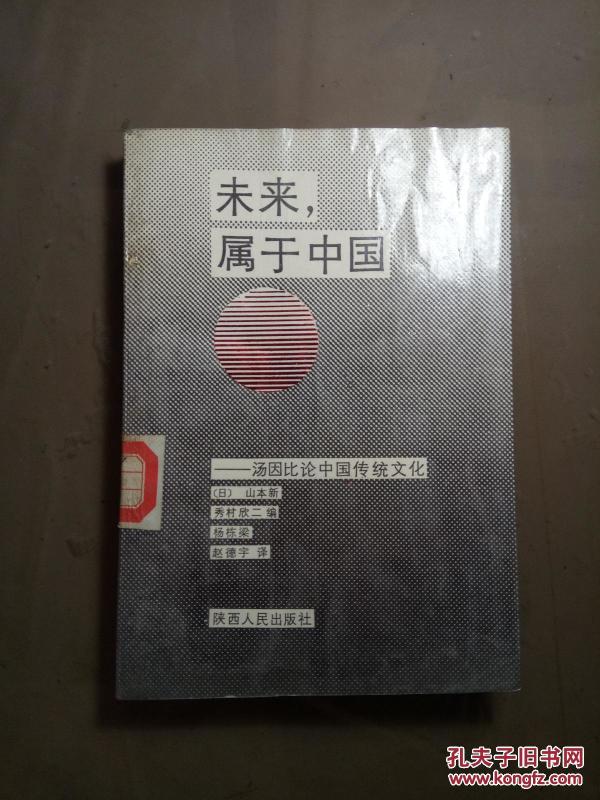 未来，
属于中国
——汤因比论中国传统文化
（日） 山本新
秀村欣二 编
杨栋梁
赵德宇 译
陕西人民出版社
孔夫子旧书网
www.kongfz.com